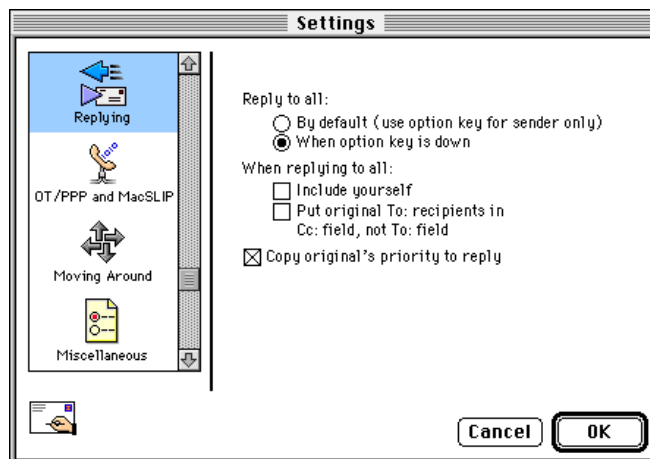 Settings
Replying
OT/PPP and MacSLIP
Moving Around
Miscellaneous
Reply to all:
By default (use option key for sender only)
When option key is down
When replying to all:
Include yourself
Put original To: recipients in
Cc: field, not To: field
Copy original's priority to reply
Cancel
OK